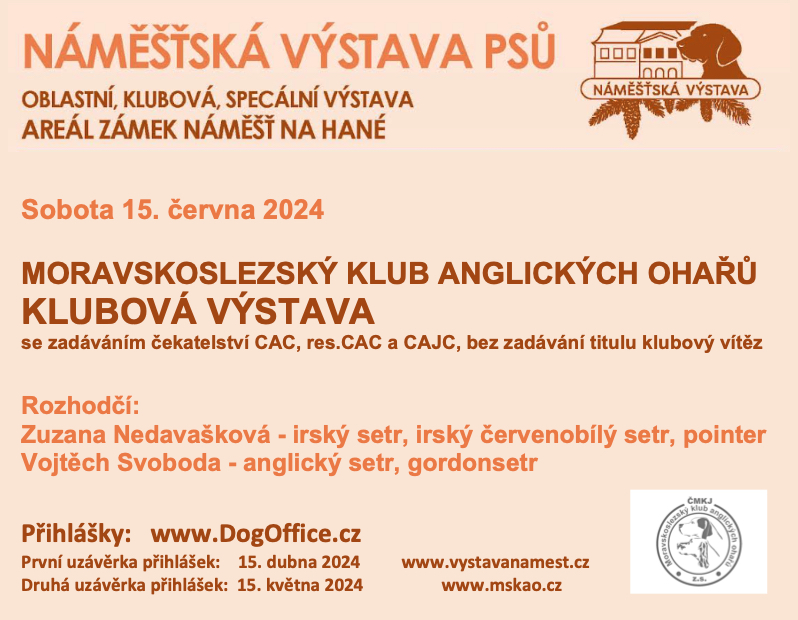 NÁMĚŠŤSKÁ VÝSTAVA PSŮ
OBLASTNÍ, KLUBOVÁ, SPECÁLNÍ VÝSTAVA
AREÁL ZÁMEK NÁMĚŠŤ NA HANÉ
NÁMĚŠŤSKÁ VÝSTAVA
Sobota 15. června 2024
MORAVSKOSLEZSKÝ KLUB ANGLICKÝCH OHAŘŮ
KLUBOVÁ VÝSTAVA
se zadáváním čekatelství CAC, res.CAC a CAJC, bez zadávání titulu klubový vítěz
Rozhodčí:
Zuzana Nedavašková - irský setr, irský červenobílý setr, pointer
Vojtěch Svoboda - anglický setr, gordonsetr
Přihlášky: www.DogOffice.cz
První uzávěrka přihlášek: 15. dubna 2024 www.vystavanamest.cz
Druhá uzávěrka přihlášek: 15. května 2024 www.mskao.cz
ČMKJ
Moravskoslezský klub anglických ohařů
z.s.